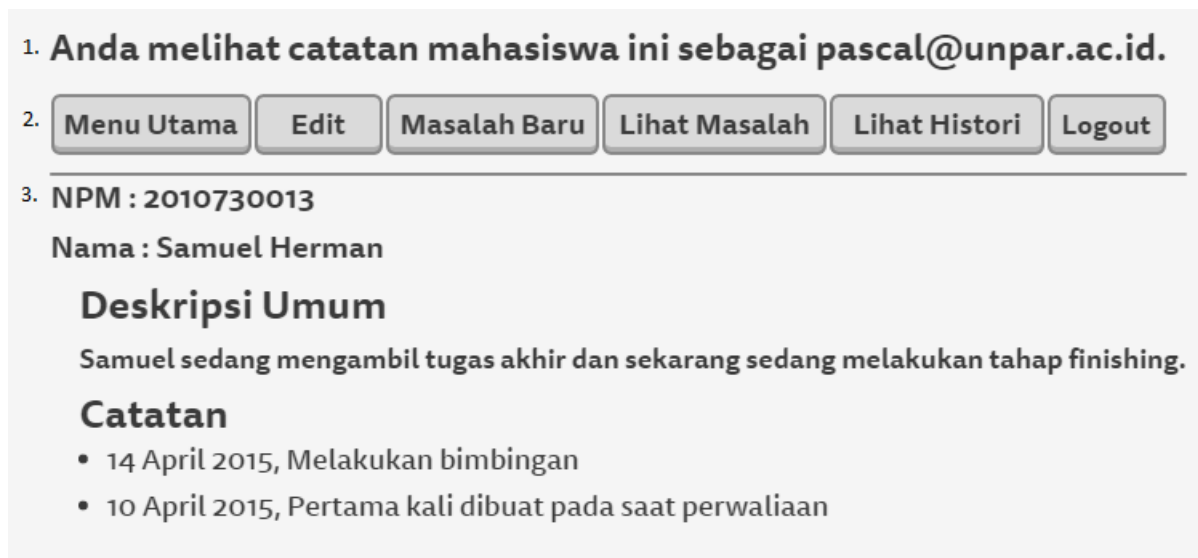 1. Anda melihat catatan mahasiswa ini sebagai pascal@unpar.ac.id.
2. Menu Utama Edit Masalah Baru Lihat Masalah Lihat Histori Logout
3. NPM : 2010730013
Nama : Samuel Herman
Deskripsi Umum
Samuel sedang mengambil tugas akhir dan sekarang sedang melakukan tahap finishing.
Catatan
• 14 April 2015, Melakukan bimbingan
• 10 April 2015, Pertama kali dibuat pada saat perwaliaan